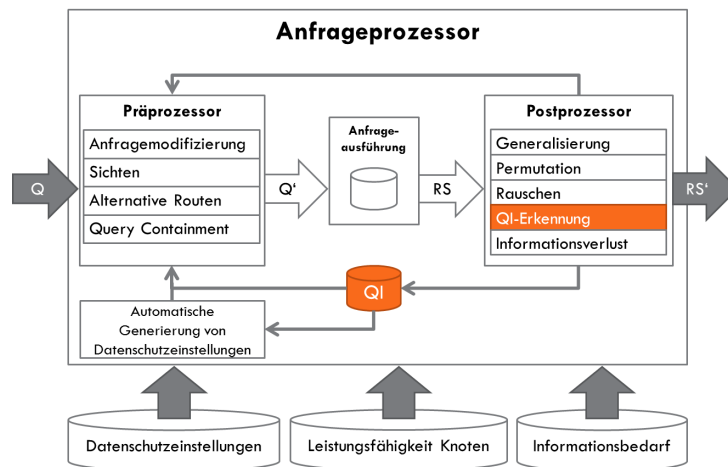 Anfrageprozessor
Präprozessor
Anfragemodifizierung
Sichten
Alternative Routen
Query Containment
Anfrage-
ausführung
Postprozessor
Generalisierung
Permutation
Rauschen
QI-Erkennung
Informationsverlust
Q
Q‘
RS
RS‘
QI
Automatische
Generierung von
Datenschutzeinstellungen
Datenschutzeinstellungen
Leistungsfähigkeit Knoten
Informationsbedarf